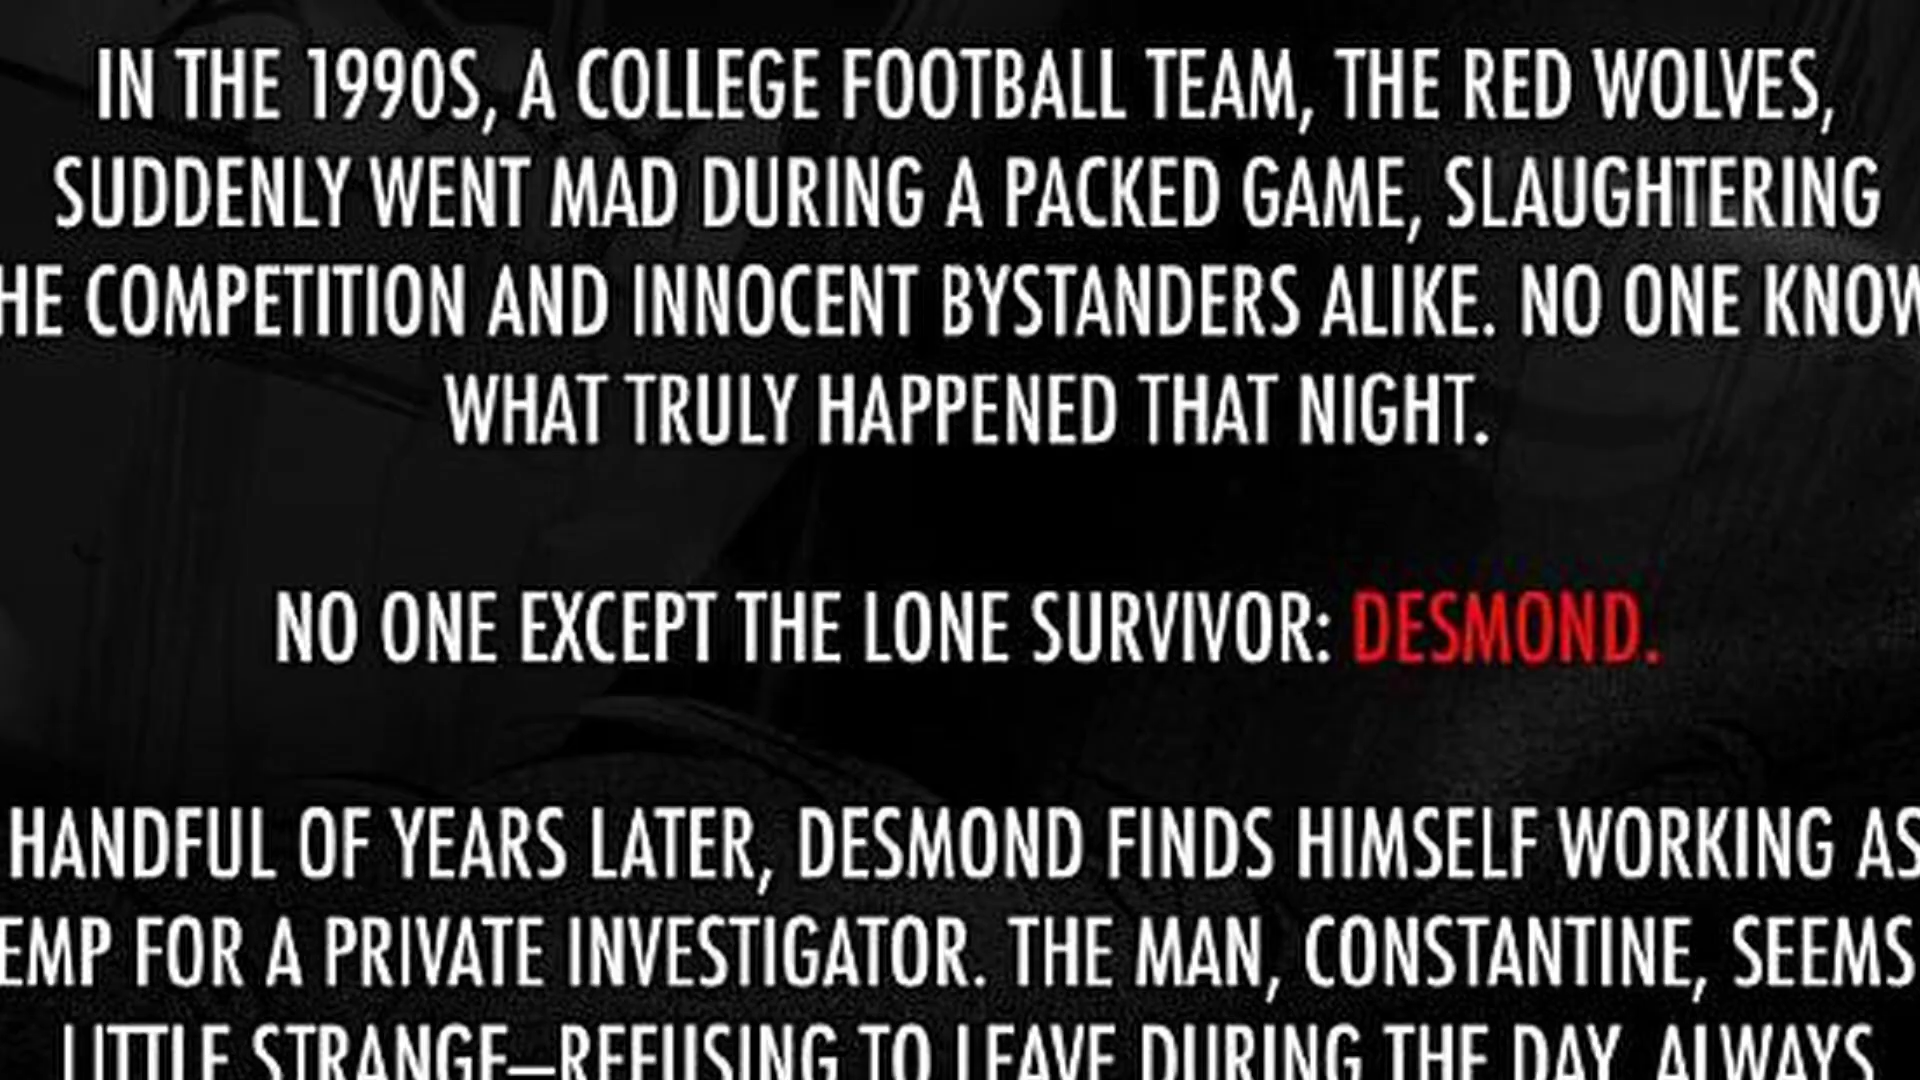 IN THE 1990S, A COLLEGE FOOTBALL TEAM, THE RED WOLVES,
SUDDENLY WENT MAD DURING A PACKED GAME, SLAUGHTERING
HE COMPETITION AND INNOCENT BYSTANDERS ALIKE. NO ONE KNOW
WHAT TRULY HAPPENED THAT NIGHT.
NO ONE EXCEPT THE LONE SURVIVOR: DESMOND.
HANDFUL OF YEARS LATER, DESMOND FINDS HIMSELF WORKING AS
EMP FOR A PRIVATE INVESTIGATOR. THE MAN, CONSTANTINE, SEEMS
LITTLE STRANGE—REFUSING TO LEAVE DURING THE DAY, ALWAYS